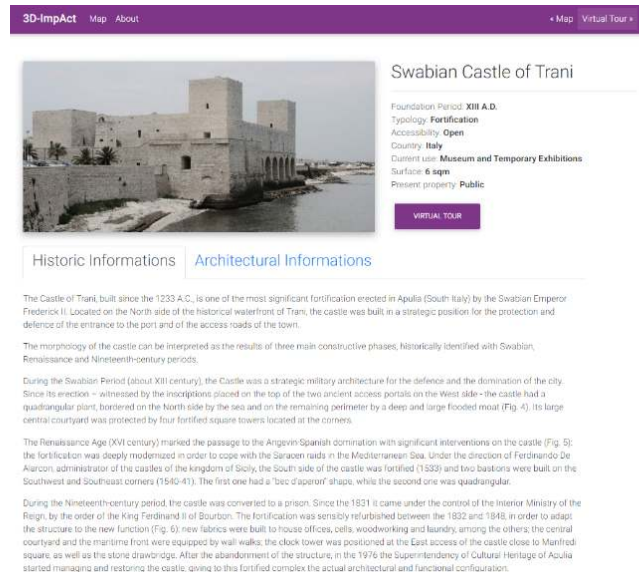 3D-ImpAct Map About « Map Virtual Tour »
Swabian Castle of Trani
Foundation Period: XIII A.D.
Typology: Fortification
Accessibility: Open
Country: Italy
Current use: Museum and Temporary Exhibitions
Surface: 6 sqm
Present property: Public
VIRTUAL TOUR
Historic Informations Architectural Informations
The Castle of Trani, built since the 1233 A.C., is one of the most significant fortification erected in Apulia (South Italy) by the Swabian Emperor
Frederick II. Located on the North side of the historical waterfront of Trani, the castle was built in a strategic position for the protection and
defence of the entrance to the port and of the access roads of the town.
The morphology of the castle can be interpreted as the results of three main constructive phases, historically identified with Swabian,
Renaissance and Nineteenth-century periods.
During the Swabian Period (about XIII century), the Castle was a strategic military architecture for the defence and the domination of the city.
Since its erection – witnessed by the inscriptions placed on the top of the two ancient access portals on the West side - the castle had a
quadrangular plant, bordered on the North side by the sea and on the remaining perimeter by a deep and large flooded moat (Fig. 4). Its large
central courtyard was protected by four fortified square towers located at the corners.
The Renaissance Age (XVI century) marked the passage to the Angevin-Spanish domination with significant interventions on the castle (Fig. 5):
the fortification was deeply modernized in order to cope with the Saracen raids in the Mediterranean Sea. Under the direction of Ferdinando De
Alarcon, administrator of the castles of the kingdom of Sicily, the South side of the castle was fortified (1533) and two bastions were built on the
Southwest and Southeast corners (1540-41). The first one had a "bec d'aperon" shape, while the second one was quadrangular.
During the Nineteenth-century period, the castle was converted to a prison. Since the 1831 it came under the control of the Interior Ministry of the
Reign, by the order of the King Ferdinand II of Bourbon. The fortification was sensibly refurbished between the 1832 and 1848, in order to adapt
the structure to the new function (Fig. 6): new fabrics were built to house offices, cells, woodworking and laundry, among the others; the central
courtyard and the maritime front were equipped by wall walks; the clock tower was positioned at the East access of the castle close to Manfredi
square, as well as the stone drawbridge. After the abandonment of the structure, in the 1976 the Superintendency of Cultural Heritage of Apulia
started managing and restoring the castle, giving to this fortified complex the actual architectural and functional configuration.